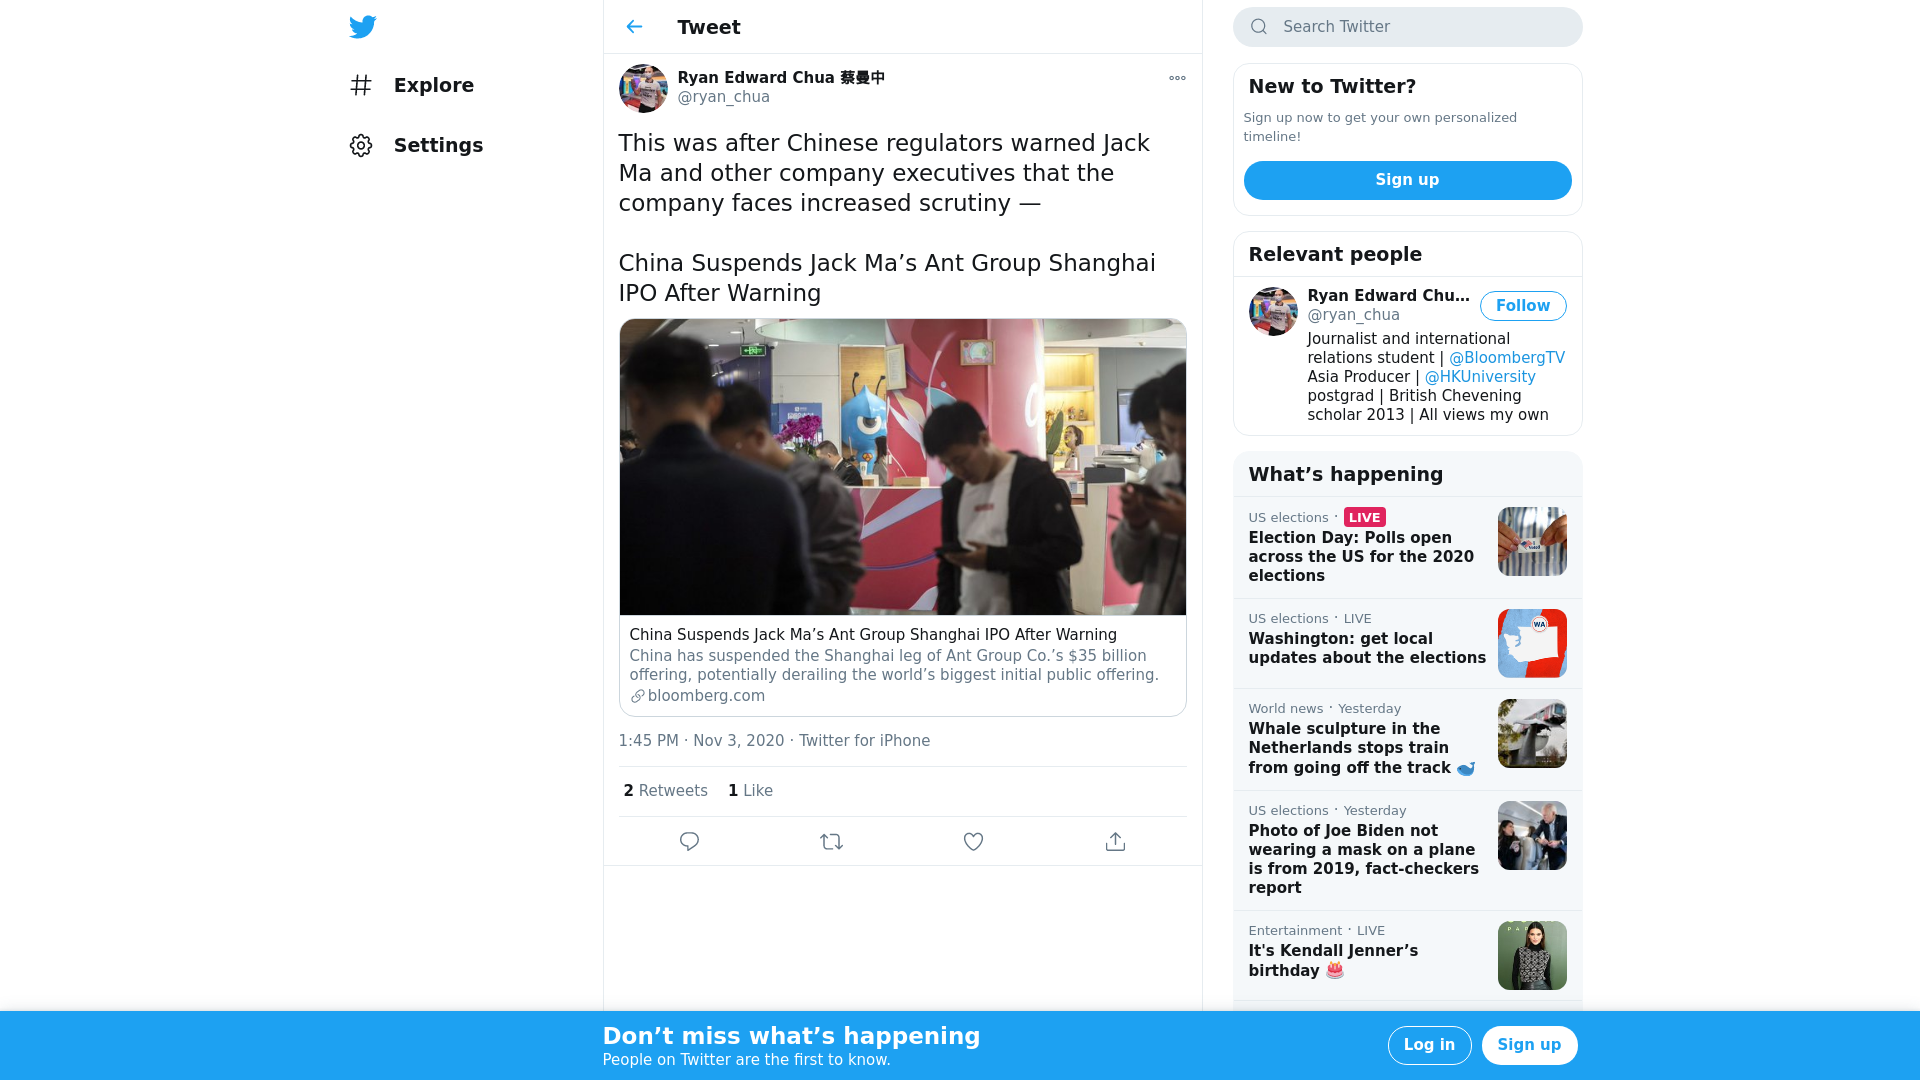 Tweet
Explore
Settings
Ryan Edward Chua 蔡曼中
@ryan_chua
This was after Chinese regulators warned Jack
Ma and other company executives that the
company faces increased scrutiny —
China Suspends Jack Ma’s Ant Group Shanghai
IPO After Warning
China Suspends Jack Ma’s Ant Group Shanghai IPO After Warning
China has suspended the Shanghai leg of Ant Group Co.’s $35 billion
offering, potentially derailing the world’s biggest initial public offering.
bloomberg.com
1:45 PM · Nov 3, 2020 · Twitter for iPhone
2 Retweets 1 Like
Search Twitter
New to Twitter?
Sign up now to get your own personalized
timeline!
Sign up
Relevant people
Ryan Edward Chu...
@ryan_chua
Follow
Journalist and international
relations student | @BloombergTV
Asia Producer | @HKUniversity
postgrad | British Chevening
scholar 2013 | All views my own
What’s happening
US elections · LIVE
Election Day: Polls open
across the US for the 2020
elections
US elections · LIVE
Washington: get local
updates about the elections
WA
World news · Yesterday
Whale sculpture in the
Netherlands stops train
from going off the track 🐋
US elections · Yesterday
Photo of Joe Biden not
wearing a mask on a plane
is from 2019, fact-checkers
report
Entertainment · LIVE
It's Kendall Jenner’s
birthday 🎂
Don’t miss what’s happening
People on Twitter are the first to know.
Log in
Sign up